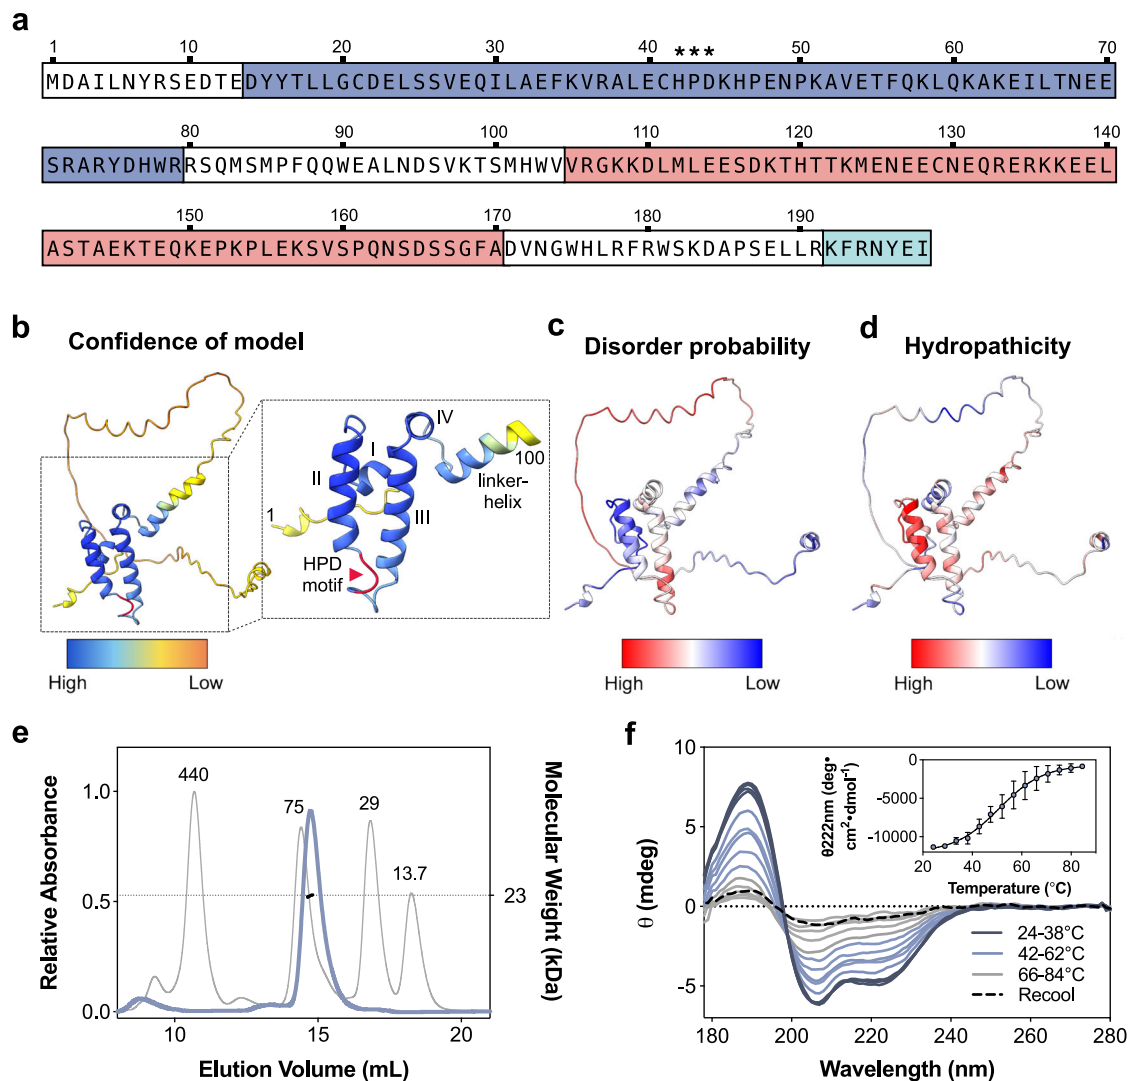 a
1 10 20 30 40 *** 50 60 70
MDAILNYRSEDTEDYYTLLGCDELSSVEQILAEFKVRALECHPDKHPENPKAVETFQKLQKAKEILTNEE
80 90 100 110 120 130 140
SRARYDHWRRSQMSMPFQQWEALNDSVKTSMHWVVRGKKDLMLEESDKTHTTKMENEECNEQRERKKEEL
150 160 170 180 190
ASTAEKTEQKEPKPLEKSVSPQNSDSSGFADVNGWHLRFRWSKDAPSELLRKFRNYEI
b
Confidence of model
IV
I
II
III
100
linker-
helix
1
HPD
motif
High Low
c
Disorder probability
High Low
d
Hydropathicity
High Low
e
Relative Absorbance
1.0
0.5
0.0
440
75
29
13.7
23
Molecular Weight (kDa)
10 15 20
Elution Volume (mL)
f
θ (mdeg)
10
5
0
-5
θ222nm (deg•
cm²•dmol⁻¹)
0
-5000
-10000
20 40 60 80 100
Temperature (°C)
24-38°C
42-62°C
66-84°C
Recool
180 200 220 240 260 280
Wavelength (nm)